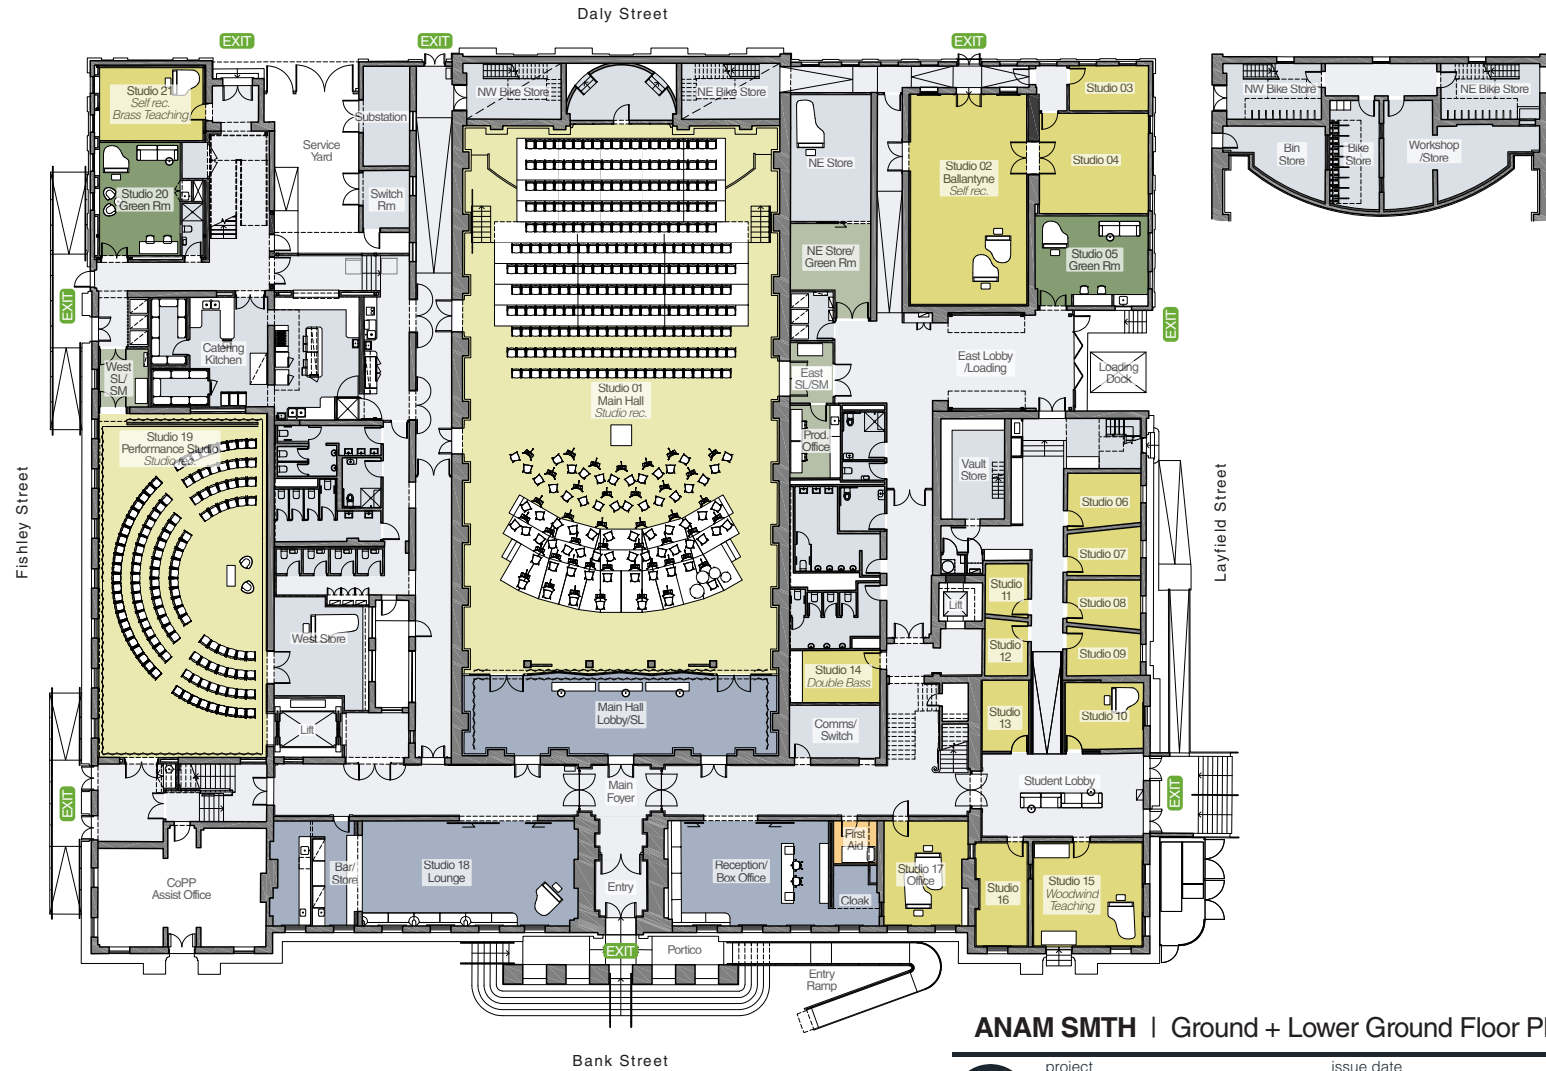 Daly Street
EXIT
EXIT
EXIT
Studio 21
Self rec.
Brass Teaching
Substation
Service
Yard
Switch
Rm
Studio 20
Green Rm
NW Bike Store
NE Bike Store
NE Store
Studio 02
Ballantyne
Self rec.
Studio 03
Studio 04
NE Store/
Green Rm
Studio 05
Green Rm
NW Bike Store
NE Bike Store
Bin
Store
Bike
Store
Workshop
/Store
EXIT
EXIT
Catering
Kitchen
West
SL/
SM
East Lobby
/Loading
Loading
Dock
East
SL/SM
Studio 01
Main Hall
Studio rec.
Prod.
Office
Studio 19
Performance Studio
Studio rec.
Vault
Store
Fishley Street
Layfield Street
Studio 06
Studio 07
Studio 08
Studio 09
Studio
11
Lift
Studio
12
West Store
Studio 14
Double Bass
Studio
13
Studio 10
Main Hall
Lobby/SL
Comms/
Switch
Lift
Main
Foyer
Student Lobby
EXIT
EXIT
CoPP
Assist Office
Bar/
Store
Studio 18
Lounge
Entry
Reception/
Box Office
First
Aid
Cloak
Studio 17
Office
Studio
16
Studio 15
Woodwind
Teaching
EXIT
Portico
Entry
Ramp
Bank Street
ANAM SMTH | Ground + Lower Ground Floor Pl
project
issue date